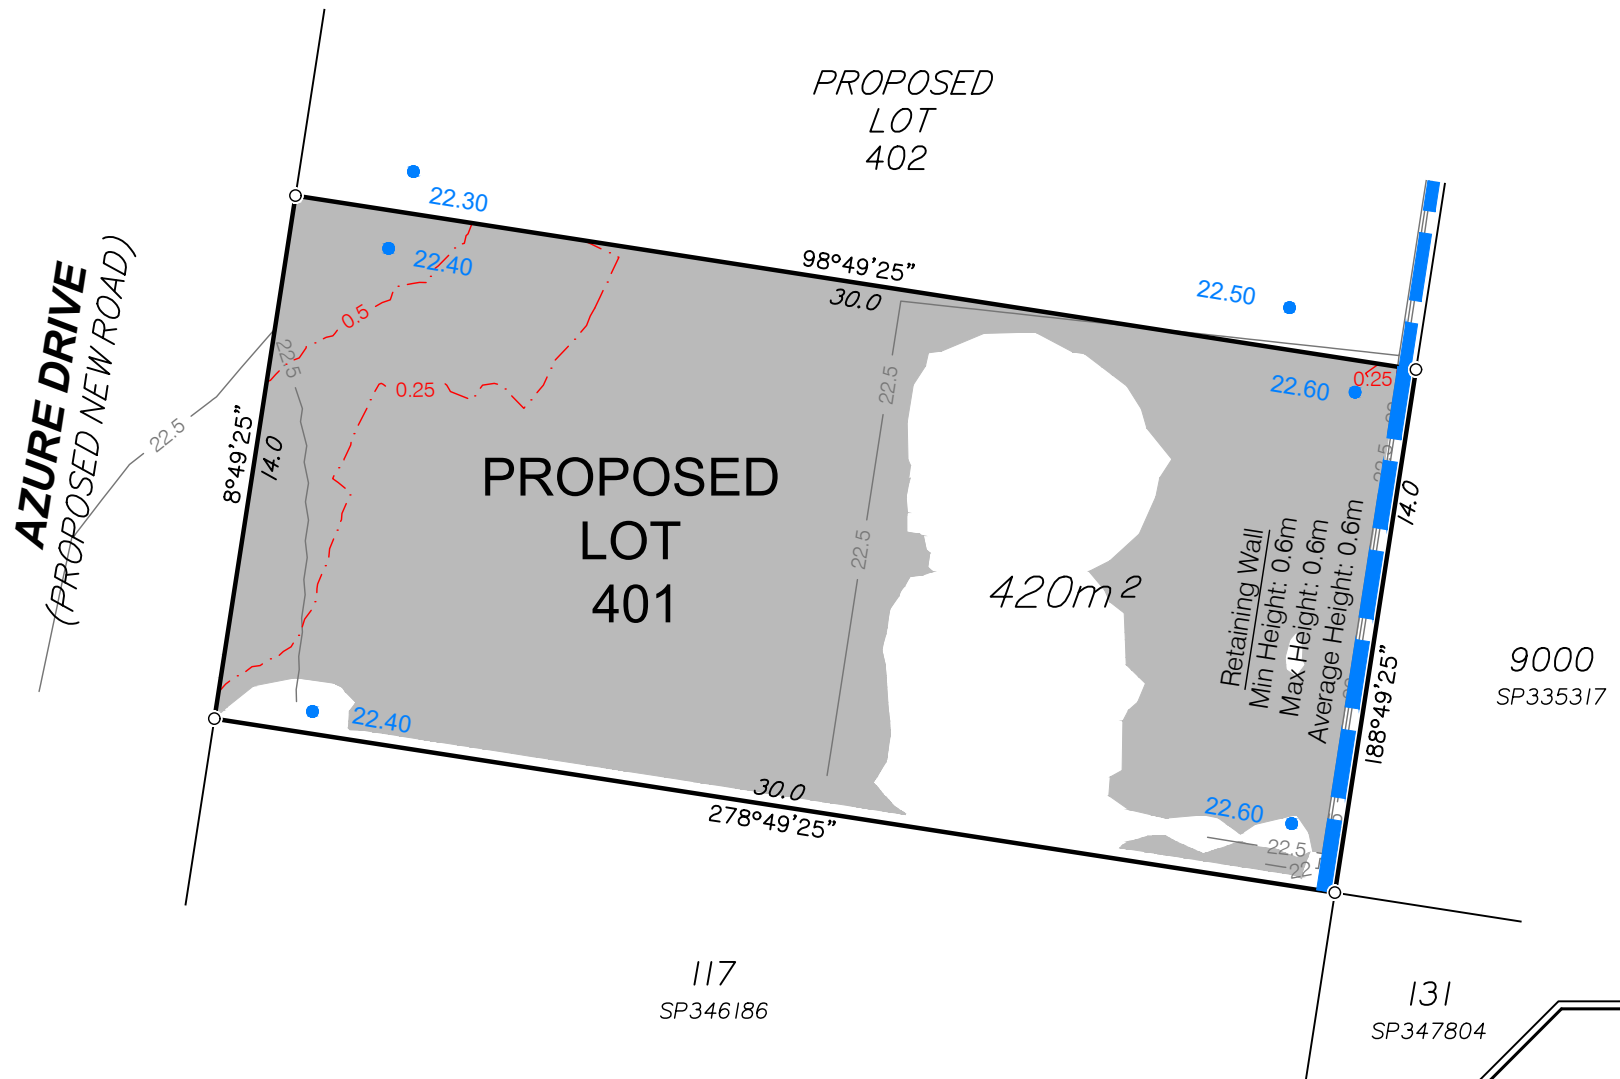 PROPOSED
LOT
402
22.30
22.40
98°49'25"
30.0
22.50
22.60
0.25
AZURE DRIVE
(PROPOSED NEW ROAD)
22.5
0.5
22.5
0.25
22.5
22.5
8°49'25"
14.0
PROPOSED
LOT
401
420m²
22.5
14.0
188°49'25"
Retaining Wall
Min Height: 0.6m
Max Height: 0.6m
Average Height: 0.6m
9000
SP335317
22.40
30.0
278°49'25"
22.60
22.5
117
SP346186
131
SP347804